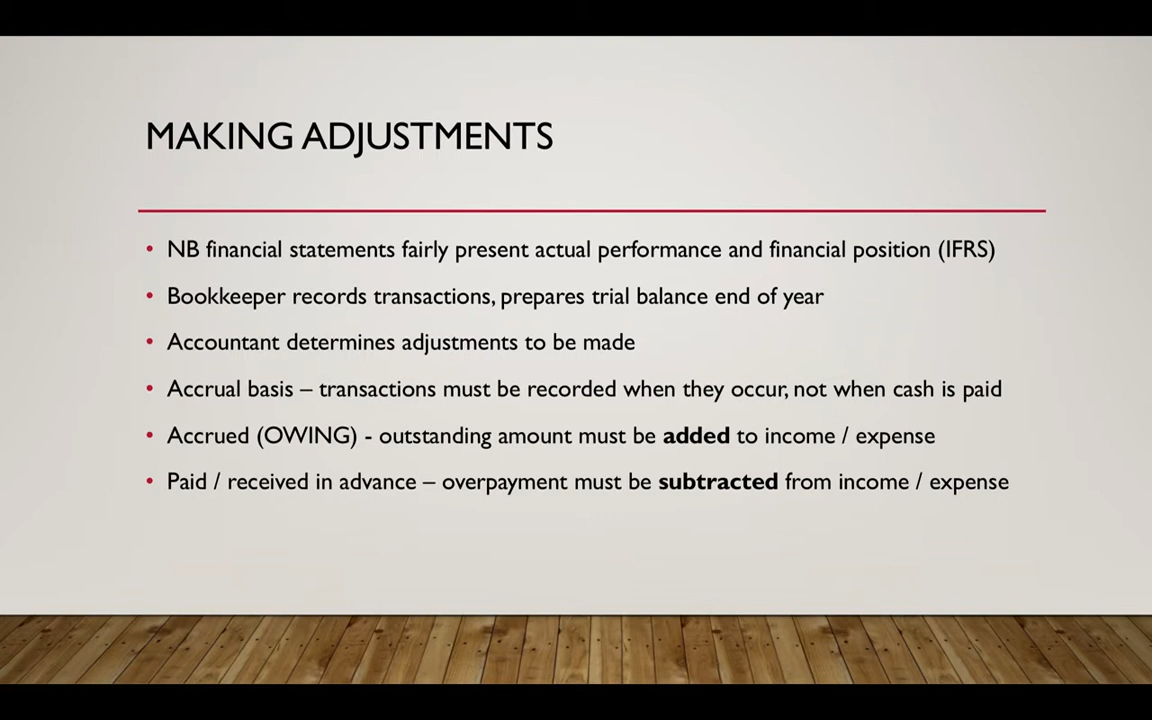 MAKING ADJUSTMENTS
• NB financial statements fairly present actual performance and financial position (IFRS)
• Bookkeeper records transactions, prepares trial balance end of year
• Accountant determines adjustments to be made
• Accrual basis – transactions must be recorded when they occur, not when cash is paid
• Accrued (OWING) - outstanding amount must be added to income / expense
• Paid / received in advance – overpayment must be subtracted from income / expense